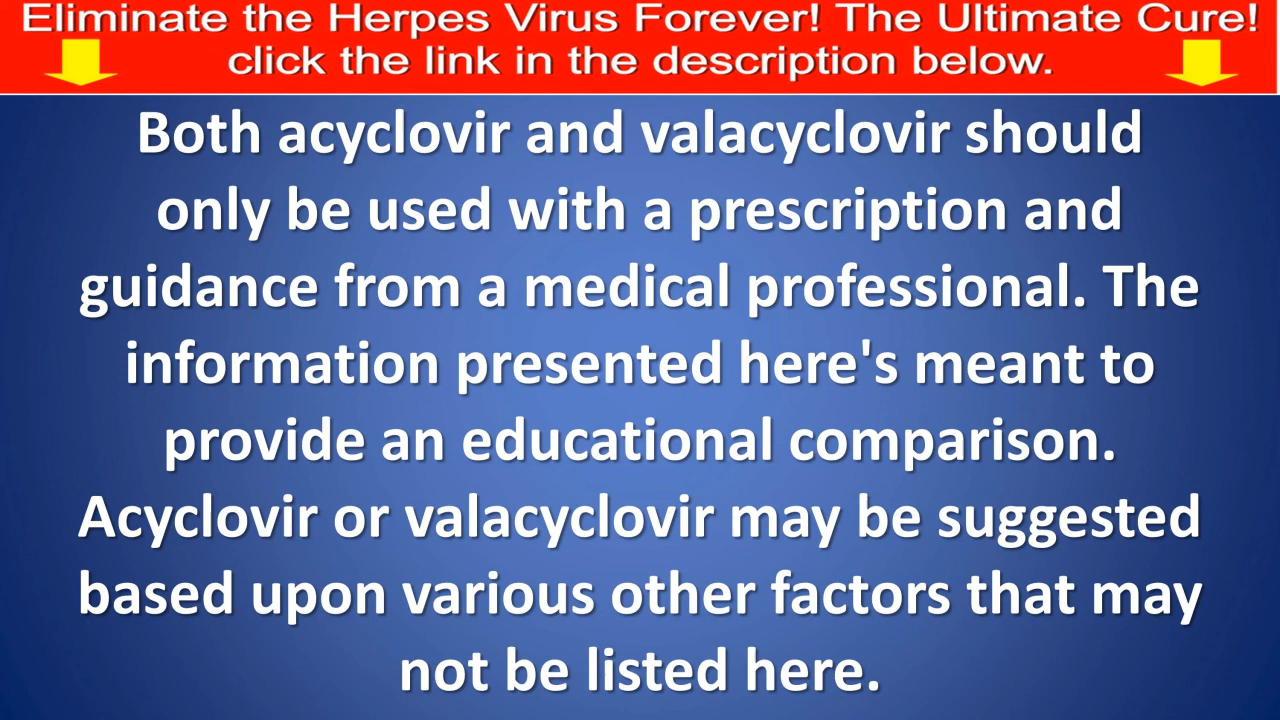 Eliminate the Herpes Virus Forever! The Ultimate Cure!
click the link in the description below.
Both acyclovir and valacyclovir should
only be used with a prescription and
guidance from a medical professional. The
information presented here's meant to
provide an educational comparison.
Acyclovir or valacyclovir may be suggested
based upon various other factors that may
not be listed here.